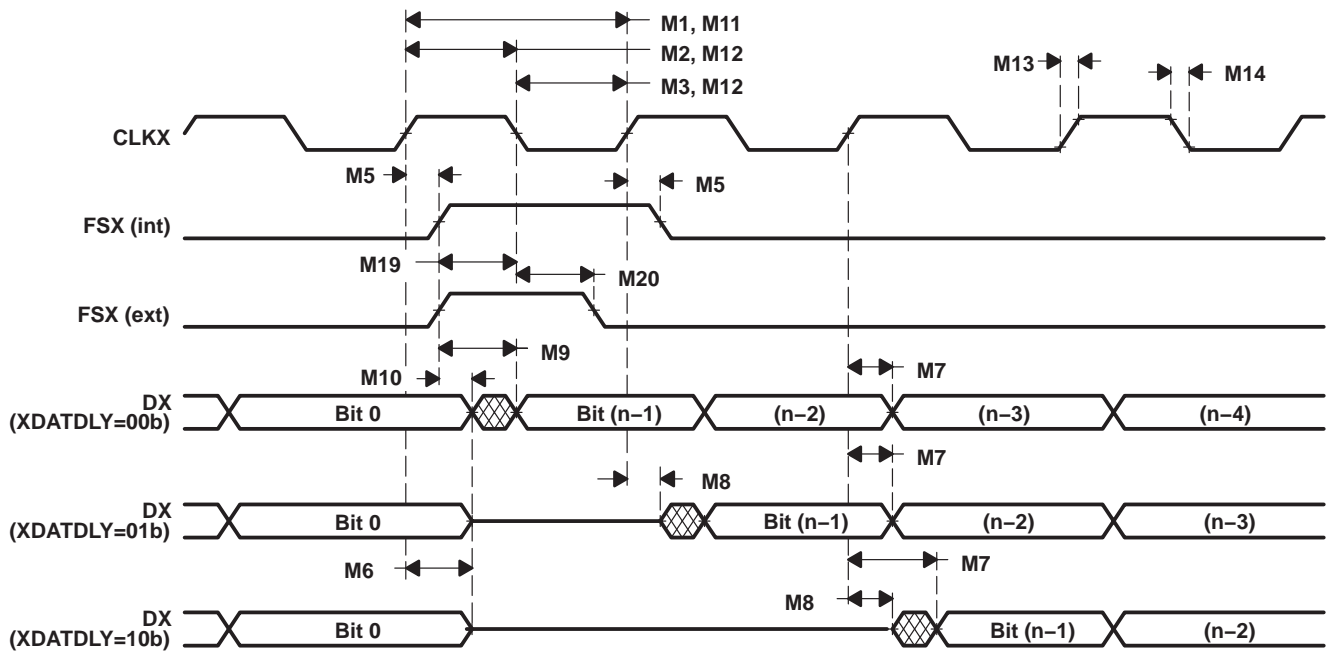 M1, M11
M2, M12
M3, M12
M13
M14
CLKX
M5
M5
FSX (int)
M19
M20
FSX (ext)
M9
M10
M7
DX
(XDATDLY=00b)
Bit 0
Bit (n–1)
(n–2)
(n–3)
(n–4)
M7
M8
DX
(XDATDLY=01b)
Bit 0
Bit (n–1)
(n–2)
(n–3)
M6
M7
M8
DX
(XDATDLY=10b)
Bit 0
Bit (n–1)
(n–2)